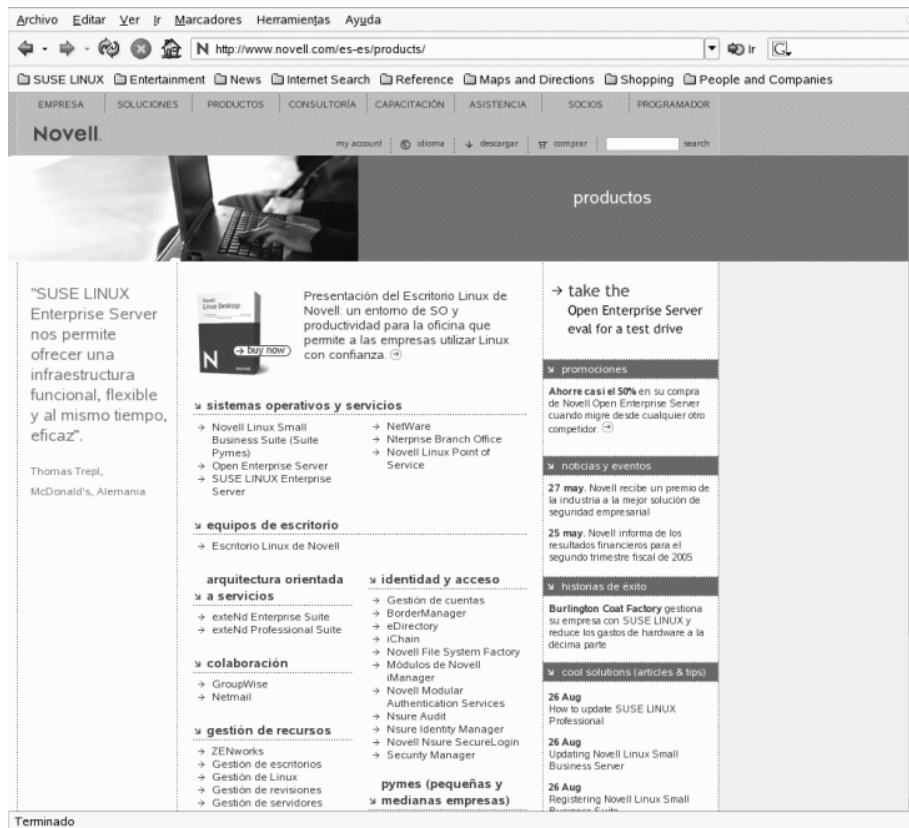 Archivo Editar Ver Ir Marcadores Herramientas Ayuda
N http://www.novell.com/es-es/products/ Ir G
SUSE LINUX Entertainment News Internet Search Reference Maps and Directions Shopping People and Companies
EMPRESA SOLUCIONES PRODUCTOS CONSULTORÍA CAPACITACIÓN ASISTENCIA SOCIOS PROGRAMADOR
Novell.
my account idioma descargar comprar search
productos
"SUSE LINUX
Enterprise Server
nos permite
ofrecer una
infraestructura
funcional, flexible
y al mismo tiempo,
eficaz".
Thomas Trepl,
McDonald's, Alemania
Novell
Linux Desktop
N
→ buy now
Presentación del Escritorio Linux de
Novell: un entorno de SO y
productividad para la oficina que
permite a las empresas utilizar Linux
con confianza.
sistemas operativos y servicios
→ Novell Linux Small
Business Suite (Suite
Pymes)
→ Open Enterprise Server
→ SUSE LINUX Enterprise
Server
→ NetWare
→ Nterprise Branch Office
→ Novell Linux Point of
Service
equipos de escritorio
→ Escritorio Linux de Novell
arquitectura orientada
a servicios
→ exteNd Enterprise Suite
→ exteNd Professional Suite
colaboración
→ GroupWise
→ Netmail
gestión de recursos
→ ZENworks
→ Gestión de escritorios
→ Gestión de Linux
→ Gestión de revisiones
→ Gestión de servidores
identidad y acceso
→ Gestión de cuentas
→ BorderManager
→ eDirectory
→ iChain
→ Novell File System Factory
→ Módulos de Novell
iManager
→ Novell Modular
Authentication Services
→ Nsure Audit
→ Nsure Identity Manager
→ Novell Nsure SecureLogin
→ Security Manager
pymes (pequeñas y
medianas empresas)
→ take the
Open Enterprise Server
eval for a test drive
promociones
Ahorre casi el 50% en su compra
de Novell Open Enterprise Server
cuando migre desde cualquier otro
competidor.
noticias y eventos
27 may. Novell recibe un premio de
la industria a la mejor solución de
seguridad empresarial
25 may. Novell informa de los
resultados financieros para el
segundo trimestre fiscal de 2005
historias de éxito
Burlington Coat Factory gestiona
su empresa con SUSE LINUX y
reduce los gastos de hardware a la
décima parte
cool solutions (articles & tips)
26 Aug
How to update SUSE LINUX
Professional
26 Aug
Updating Novell Linux Small
Business Server
26 Aug
Registering Novell Linux Small
Business Suite
Terminado